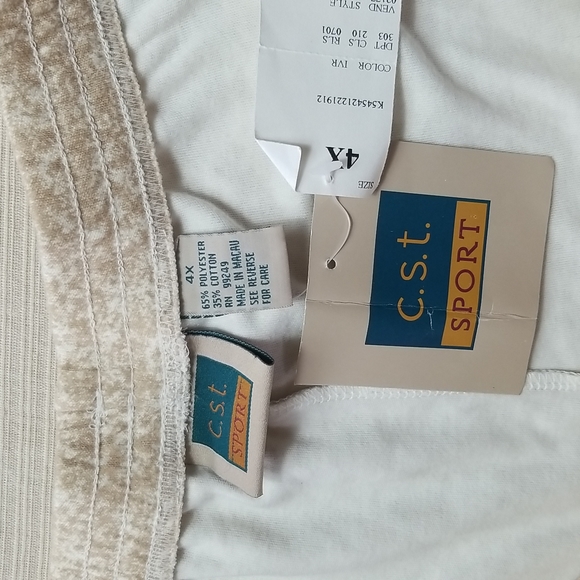 VEND STYLE
DPT CLS RLS
303 210 0701
COLOR IVR
K54542122191​2
SIZE
4X
c.s.t.
SPORT
4X
65% POLYESTER
35% COTTON
RN 99249
MADE IN MACAU
SEE REVERSE
FOR CARE
c.s.t.
SPORT